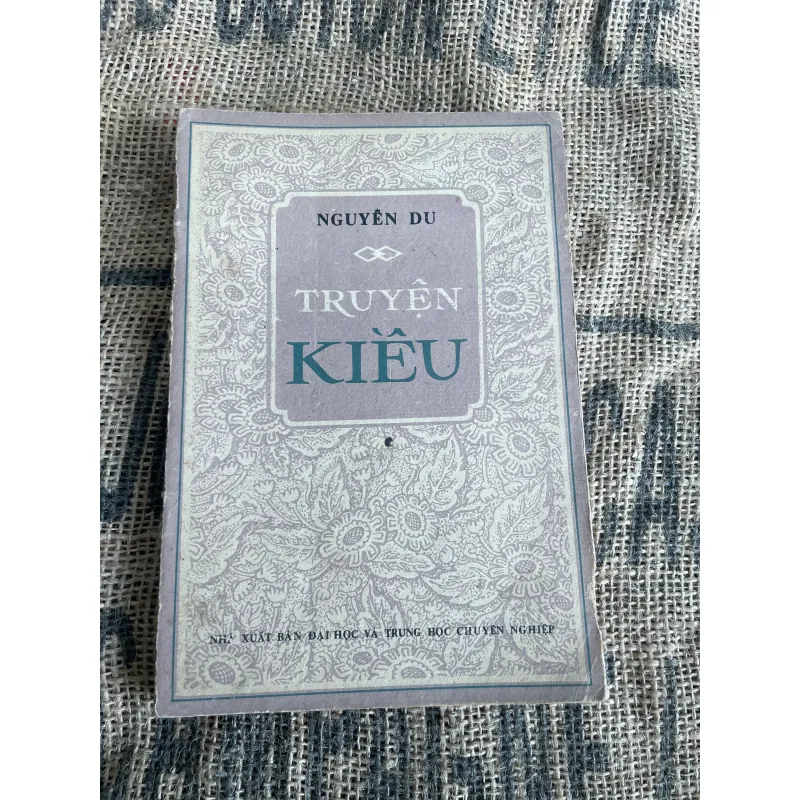 NGUYỄN DU
TRUYỆN
KIỀU
NHÀ XUẤT BẢN ĐẠI HỌC VÀ TRUNG HỌC CHUYÊN NGHIỆP